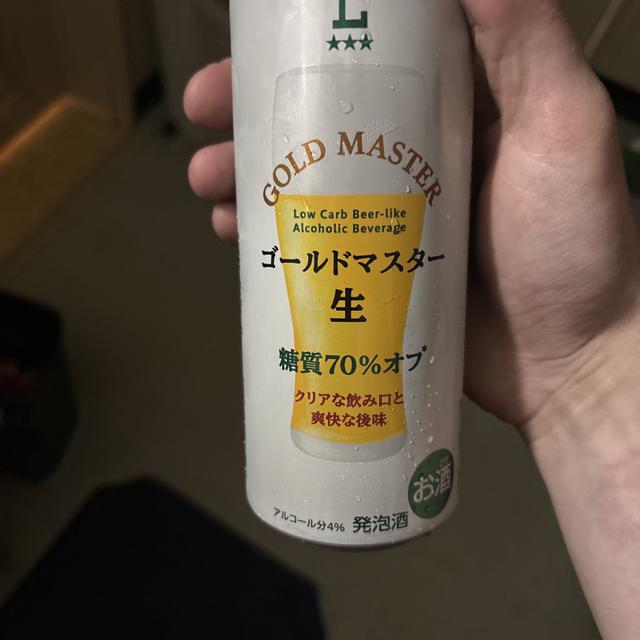 L
★★★
GOLD MASTER
Low Carb Beer-like
Alcoholic Beverage
ゴールドマスター
生
糖質70%オフ*
クリアな飲み口と
爽快な後味
お酒
アルコール分4% 発泡酒